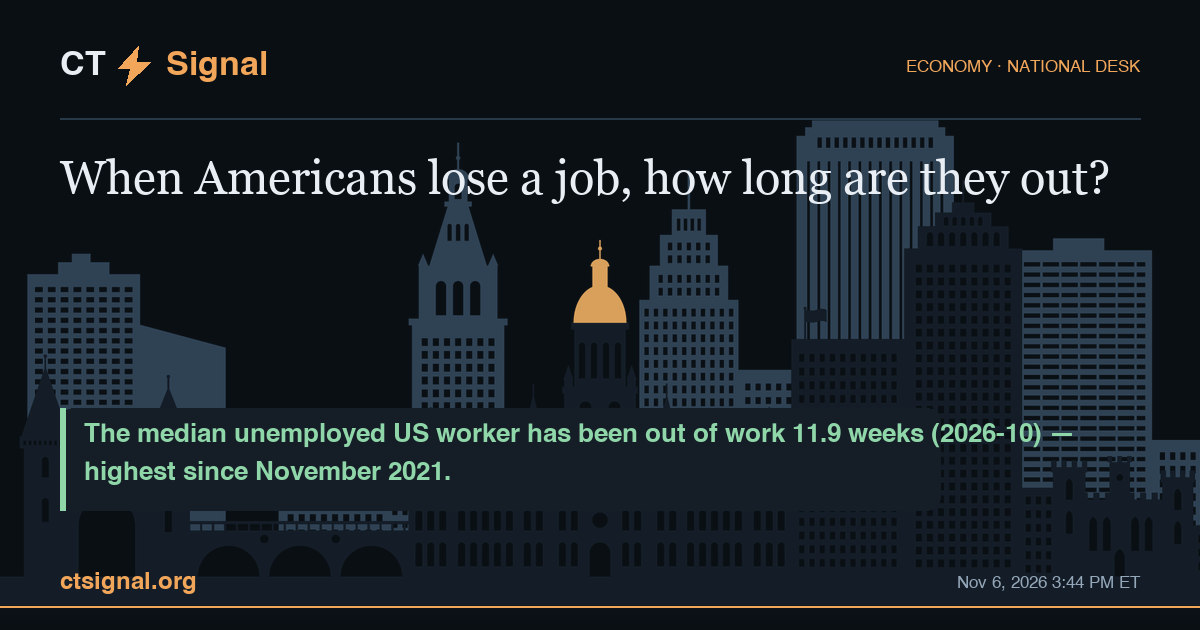 CT Signal
ECONOMY · NATIONAL DESK
When Americans lose a job, how long are they out?
The median unemployed US worker has been out of work 11.9 weeks (2026-10) —
highest since November 2021.
ctsignal.org
Nov 6, 2026 3:44 PM ET